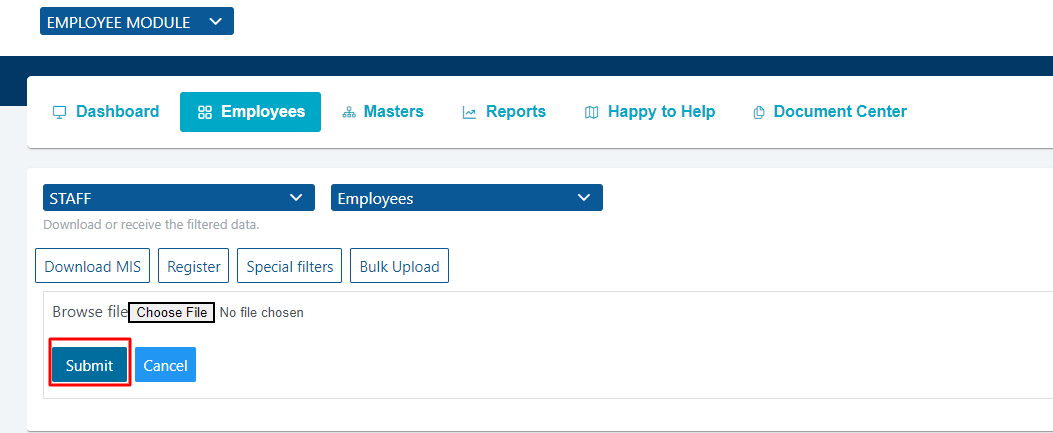 EMPLOYEE MODULE
Dashboard Employees Masters Reports Happy to Help Document Center
STAFF Employees
Download or receive the filtered data.
Download MIS Register Special filters Bulk Upload
Browse file Choose File No file chosen
Submit Cancel